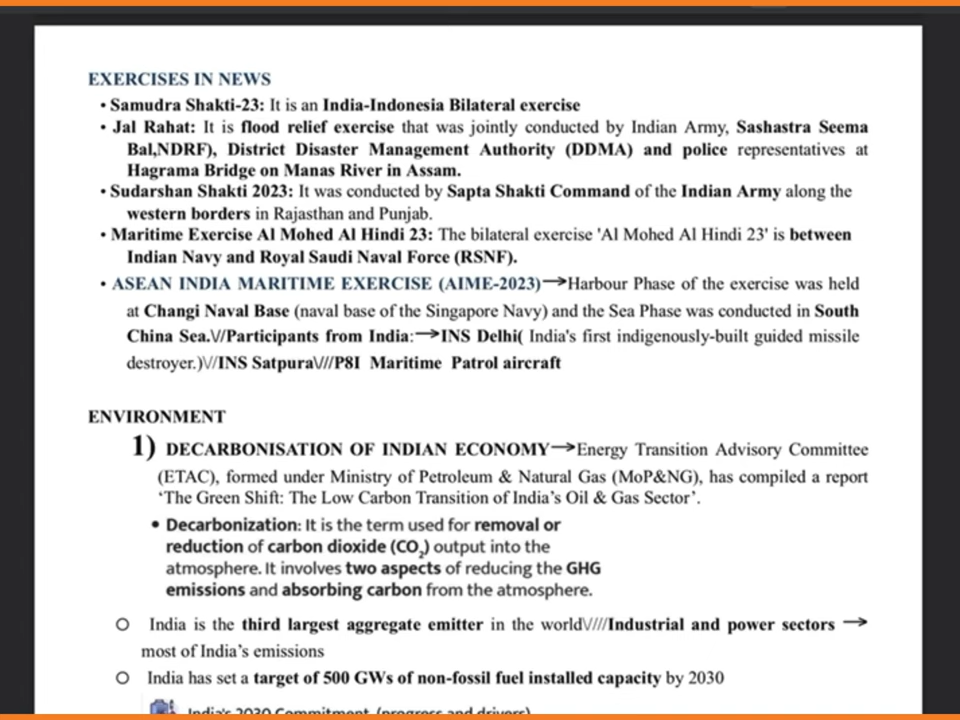 EXERCISES IN NEWS
• Samudra Shakti-23: It is an India-Indonesia Bilateral exercise
• Jal Rahat: It is flood relief exercise that was jointly conducted by Indian Army, Sashastra Seema
Bal,NDRF), District Disaster Management Authority (DDMA) and police representatives at
Hagrama Bridge on Manas River in Assam.
• Sudarshan Shakti 2023: It was conducted by Sapta Shakti Command of the Indian Army along the
western borders in Rajasthan and Punjab.
• Maritime Exercise Al Mohed Al Hindi 23: The bilateral exercise 'Al Mohed Al Hindi 23' is between
Indian Navy and Royal Saudi Naval Force (RSNF).
• ASEAN INDIA MARITIME EXERCISE (AIME-2023)→Harbour Phase of the exercise was held
at Changi Naval Base (naval base of the Singapore Navy) and the Sea Phase was conducted in South
China Sea.\//Participants from India:→INS Delhi( India's first indigenously-built guided missile
destroyer.)\//INS Satpura\///P8I Maritime Patrol aircraft
ENVIRONMENT
1) DECARBONISATION OF INDIAN ECONOMY→Energy Transition Advisory Committee
(ETAC), formed under Ministry of Petroleum & Natural Gas (MoP&NG), has compiled a report
‘The Green Shift: The Low Carbon Transition of India’s Oil & Gas Sector’.
• Decarbonization: It is the term used for removal or
reduction of carbon dioxide (CO₂) output into the
atmosphere. It involves two aspects of reducing the GHG
emissions and absorbing carbon from the atmosphere.
○ India is the third largest aggregate emitter in the world\////Industrial and power sectors →
most of India’s emissions
○ India has set a target of 500 GWs of non-fossil fuel installed capacity by 2030
India's 2030 Commitment (progress and drivers)